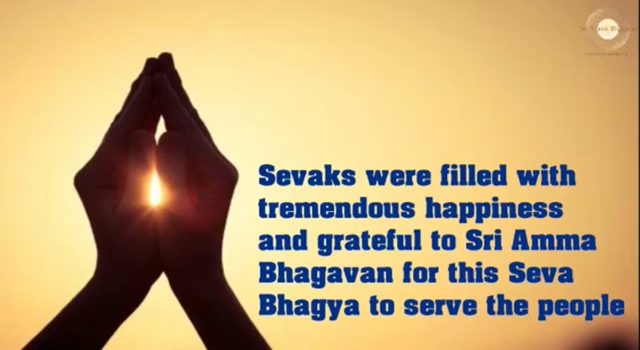 Sevaks were filled with
tremendous happiness
and grateful to Sri Amma
Bhagavan for this Seva
Bhagya to serve the people